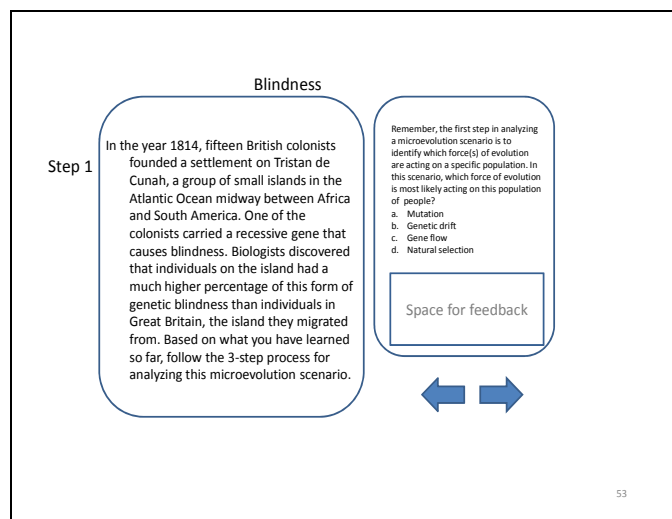 Blindness
Step 1
In the year 1814, fifteen British colonists
founded a settlement on Tristan de
Cunah, a group of small islands in the
Atlantic Ocean midway between Africa
and South America. One of the
colonists carried a recessive gene that
causes blindness. Biologists discovered
that individuals on the island had a
much higher percentage of this form of
genetic blindness than individuals in
Great Britain, the island they migrated
from. Based on what you have learned
so far, follow the 3-step process for
analyzing this microevolution scenario.
Remember, the first step in analyzing
a microevolution scenario is to
identify which force(s) of evolution
are acting on a specific population. In
this scenario, which force of evolution
is most likely acting on this population
of people?
a. Mutation
b. Genetic drift
c. Gene flow
d. Natural selection
Space for feedback
53